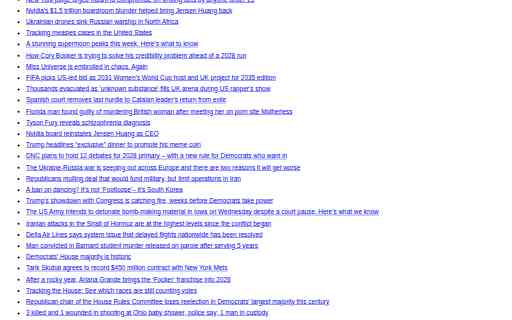 Nvidia's $1.5 trillion boardroom blunder helped bring Jensen Huang back
Ukrainian drones sink Russian warship in North Africa
Tracking measles cases in the United States
A stunning supermoon peaks this week. Here's what to know
How Cory Booker is trying to solve his credibility problem ahead of a 2028 run
Miss Universe is embroiled in chaos. Again
FIFA picks US-led bid as 2031 Women's World Cup host and UK project for 2035 edition
Thousands evacuated as 'unknown substance' fills UK arena during US rapper's show
Spanish court removes last hurdle to Catalan leader's return from exile
Florida man found guilty of murdering British woman after meeting her on porn site Motherless
Tyson Fury reveals schizophrenia diagnosis
Nvidia board reinstates Jensen Huang as CEO
Trump headlines "exclusive" dinner to promote his meme coin
DNC plans to hold 12 debates for 2028 primary – with a new rule for Democrats who want in
The Ukraine-Russia war is seeping out across Europe and there are two reasons it will get worse
Republicans mulling deal that would fund military, but limit operations in Iran
A ban on dancing? It's not 'Footloose' – it's South Korea
Trump's showdown with Congress is catching fire, weeks before Democrats take power
The US Army intends to detonate bomb-making material in Iowa on Wednesday despite a court pause. Here's what we know
Iranian attacks in the Strait of Hormuz are at the highest levels since the conflict began
Delta Air Lines says system issue that delayed flights nationwide has been resolved
Man convicted in Barnard student murder released on parole after serving 5 years
Democrats' House majority is historic
Tarik Skubal agrees to record $450 million contract with New York Mets
After a rocky year, Ariana Grande brings the 'Focker' franchise into 2028
Tracking the House: See which races are still counting votes
Republican chair of the House Rules Committee loses reelection in Democrats' largest majority this century
3 killed and 1 wounded in shooting at Ohio baby shower, police say; 1 man in custody